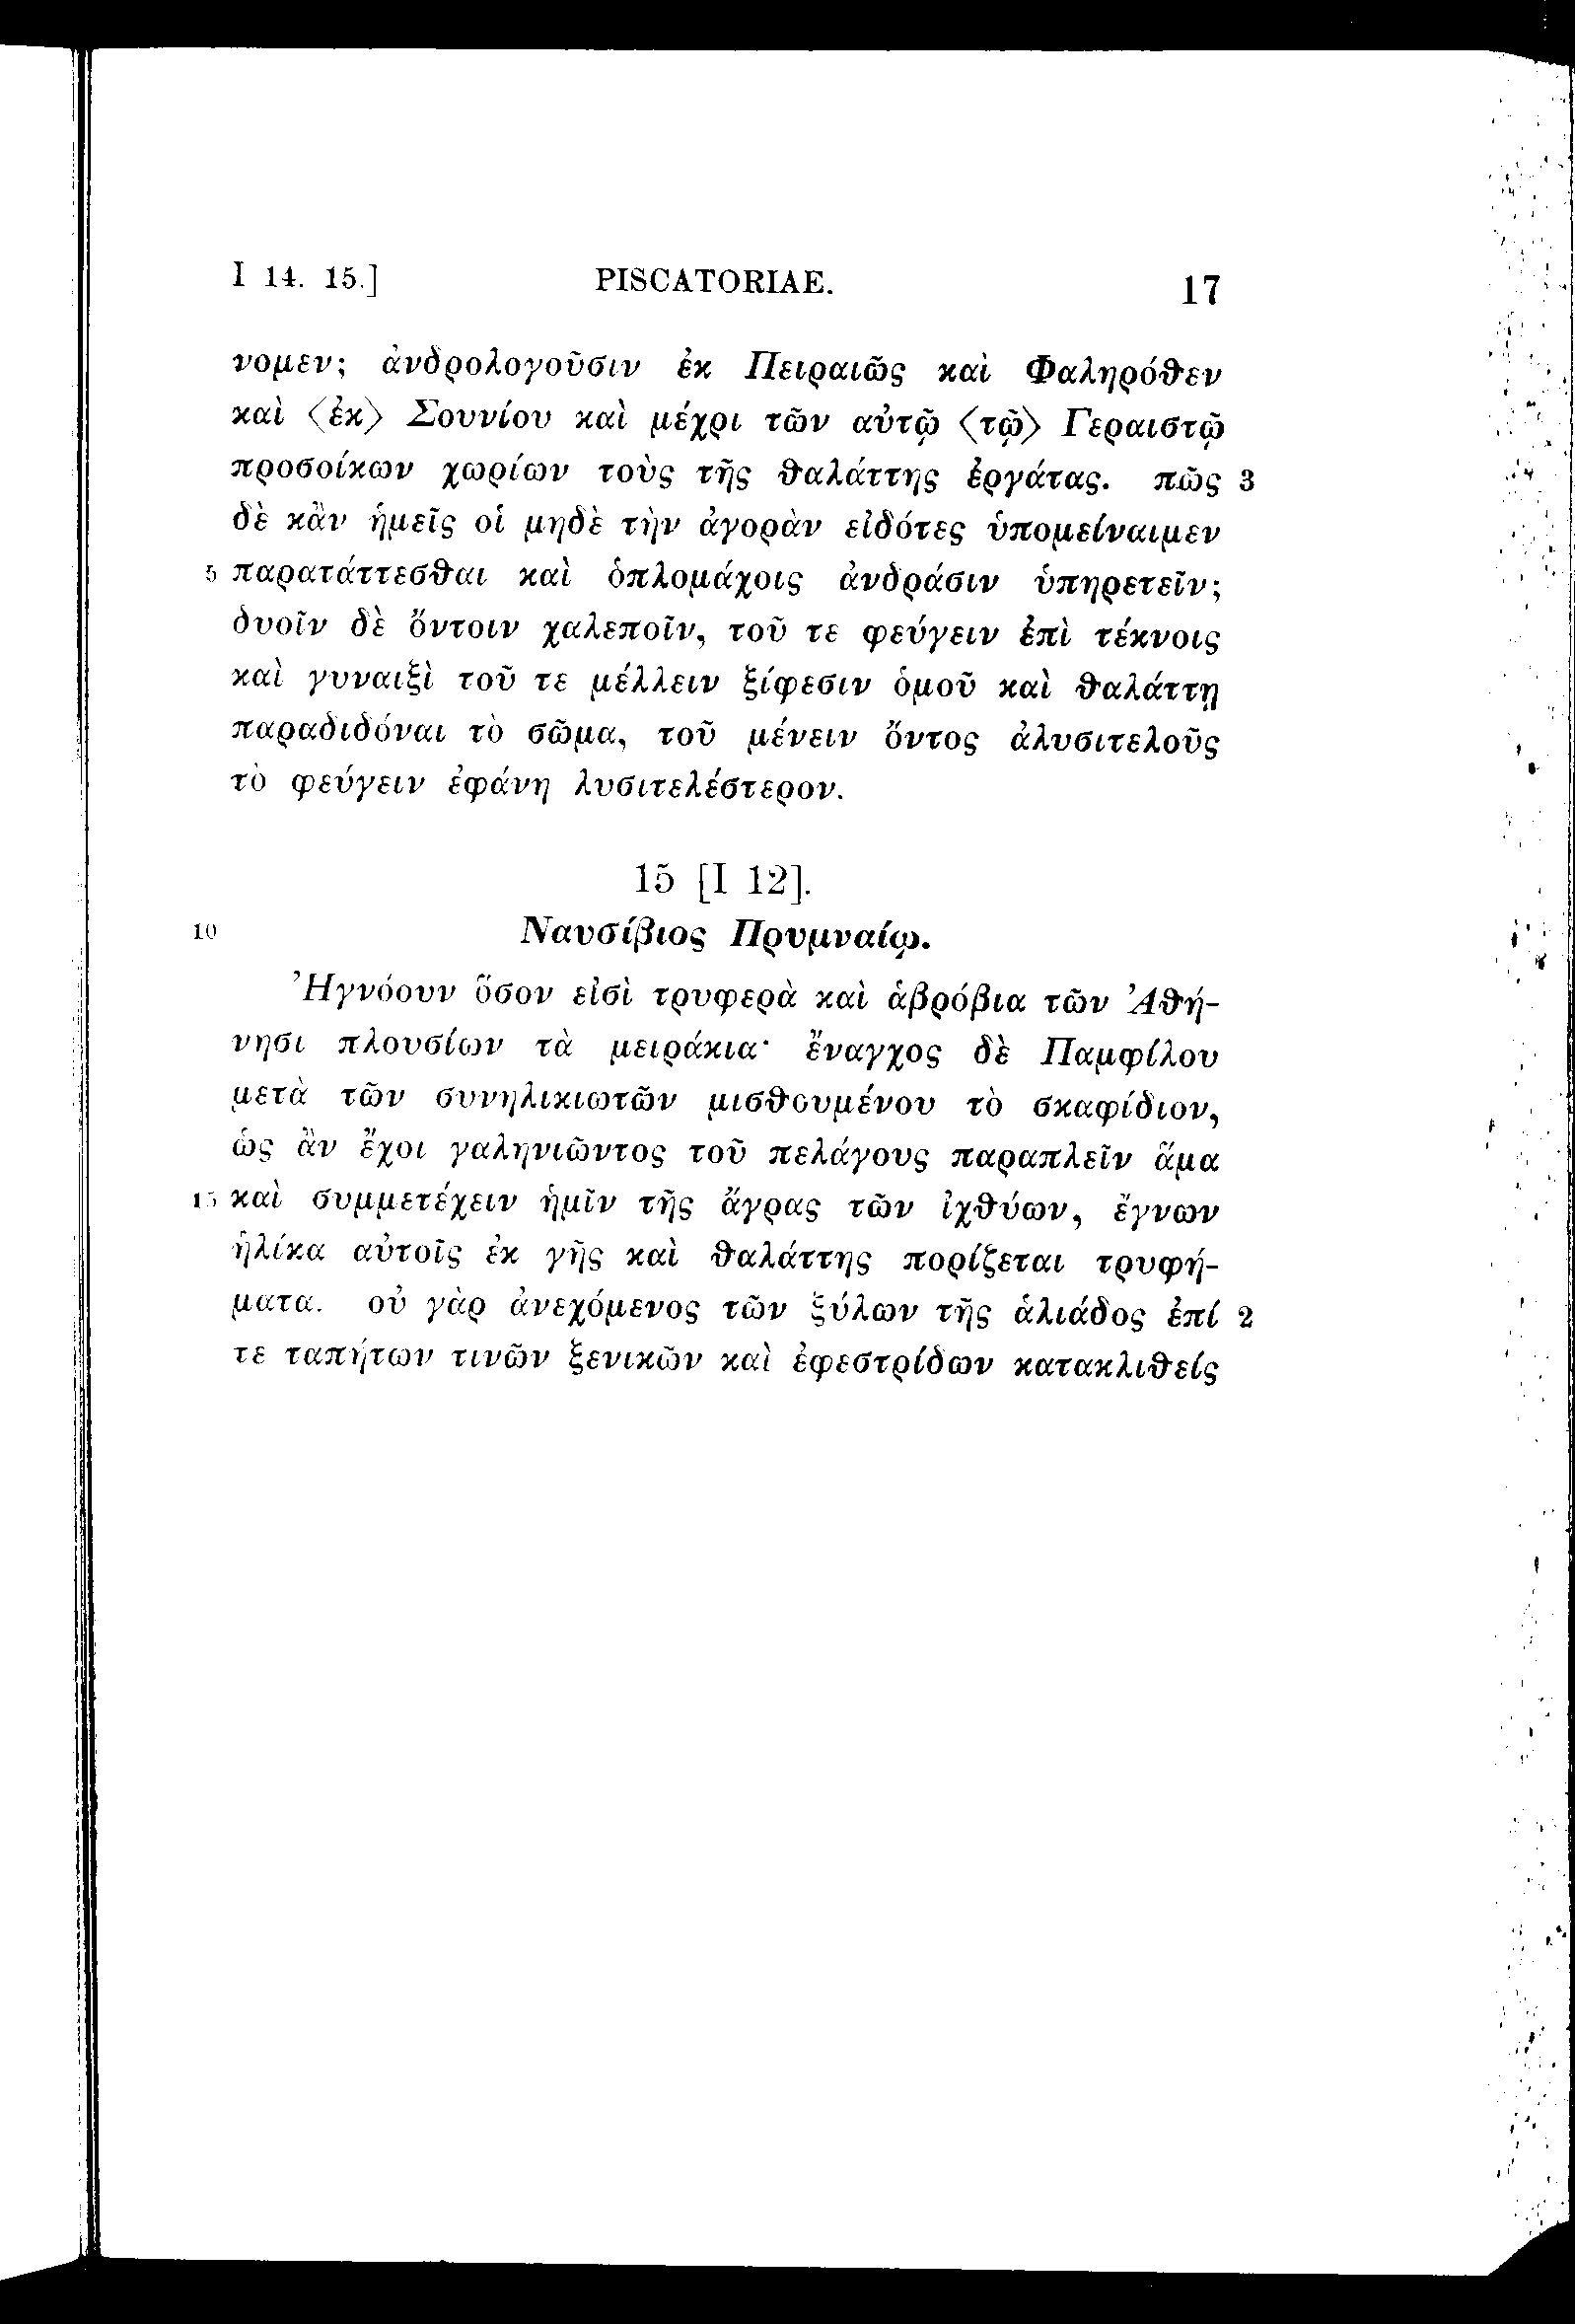 I 14. 15.] PISCATORIAE. 17
νομεν; ἀνδρολογοῦσιν ἐκ Πειραιῶς καὶ Φαληρόθεν
καὶ ⟨ἐκ⟩ Σουνίου καὶ μέχρι τῶν αὐτῷ ⟨τῷ⟩ Γεραιστῷ
προσοίκων χωρίων τοὺς τῆς θαλάττης ἐργάτας. πῶς 3
δὲ κἂν ἡμεῖς οἱ μηδὲ τὴν ἀγορὰν εἰδότες ὑπομείναιμεν
5 παρατάττεσθαι καὶ ὁπλομάχοις ἀνδράσιν ὑπηρετεῖν;
δυοῖν δὲ ὄντοιν χαλεποῖν, τοῦ τε φεύγειν ἐπὶ τέκνοις
καὶ γυναιξὶ τοῦ τε μέλλειν ξίφεσιν ὁμοῦ καὶ θαλάττῃ
παραδιδόναι τὸ σῶμα, τοῦ μένειν ὄντος ἀλυσιτελοῦς
τὸ φεύγειν ἐφάνη λυσιτελέστερον.
15 [I 12].
10 Ναυσίβιος Πρυμναίῳ.
Ἠγνόουν ὅσον εἰσὶ τρυφερὰ καὶ ἁβρόβια τῶν Ἀθή-
νησι πλουσίων τὰ μειράκια· ἔναγχος δὲ Παμφίλου
μετὰ τῶν συνηλικιωτῶν μισθουμένου τὸ σκαφίδιον,
ὡς ἂν ἔχοι γαληνιῶντος τοῦ πελάγους παραπλεῖν ἅμα
15 καὶ συμμετέχειν ἡμῖν τῆς ἄγρας τῶν ἰχθύων, ἔγνων
ἡλίκα αὐτοῖς ἐκ γῆς καὶ θαλάττης πορίζεται τρυφή-
ματα. οὐ γὰρ ἀνεχόμενος τῶν ξύλων τῆς ἁλιάδος ἐπί 2
τε ταπήτων τινῶν ξενικῶν καὶ ἐφεστρίδων κατακλιθείς